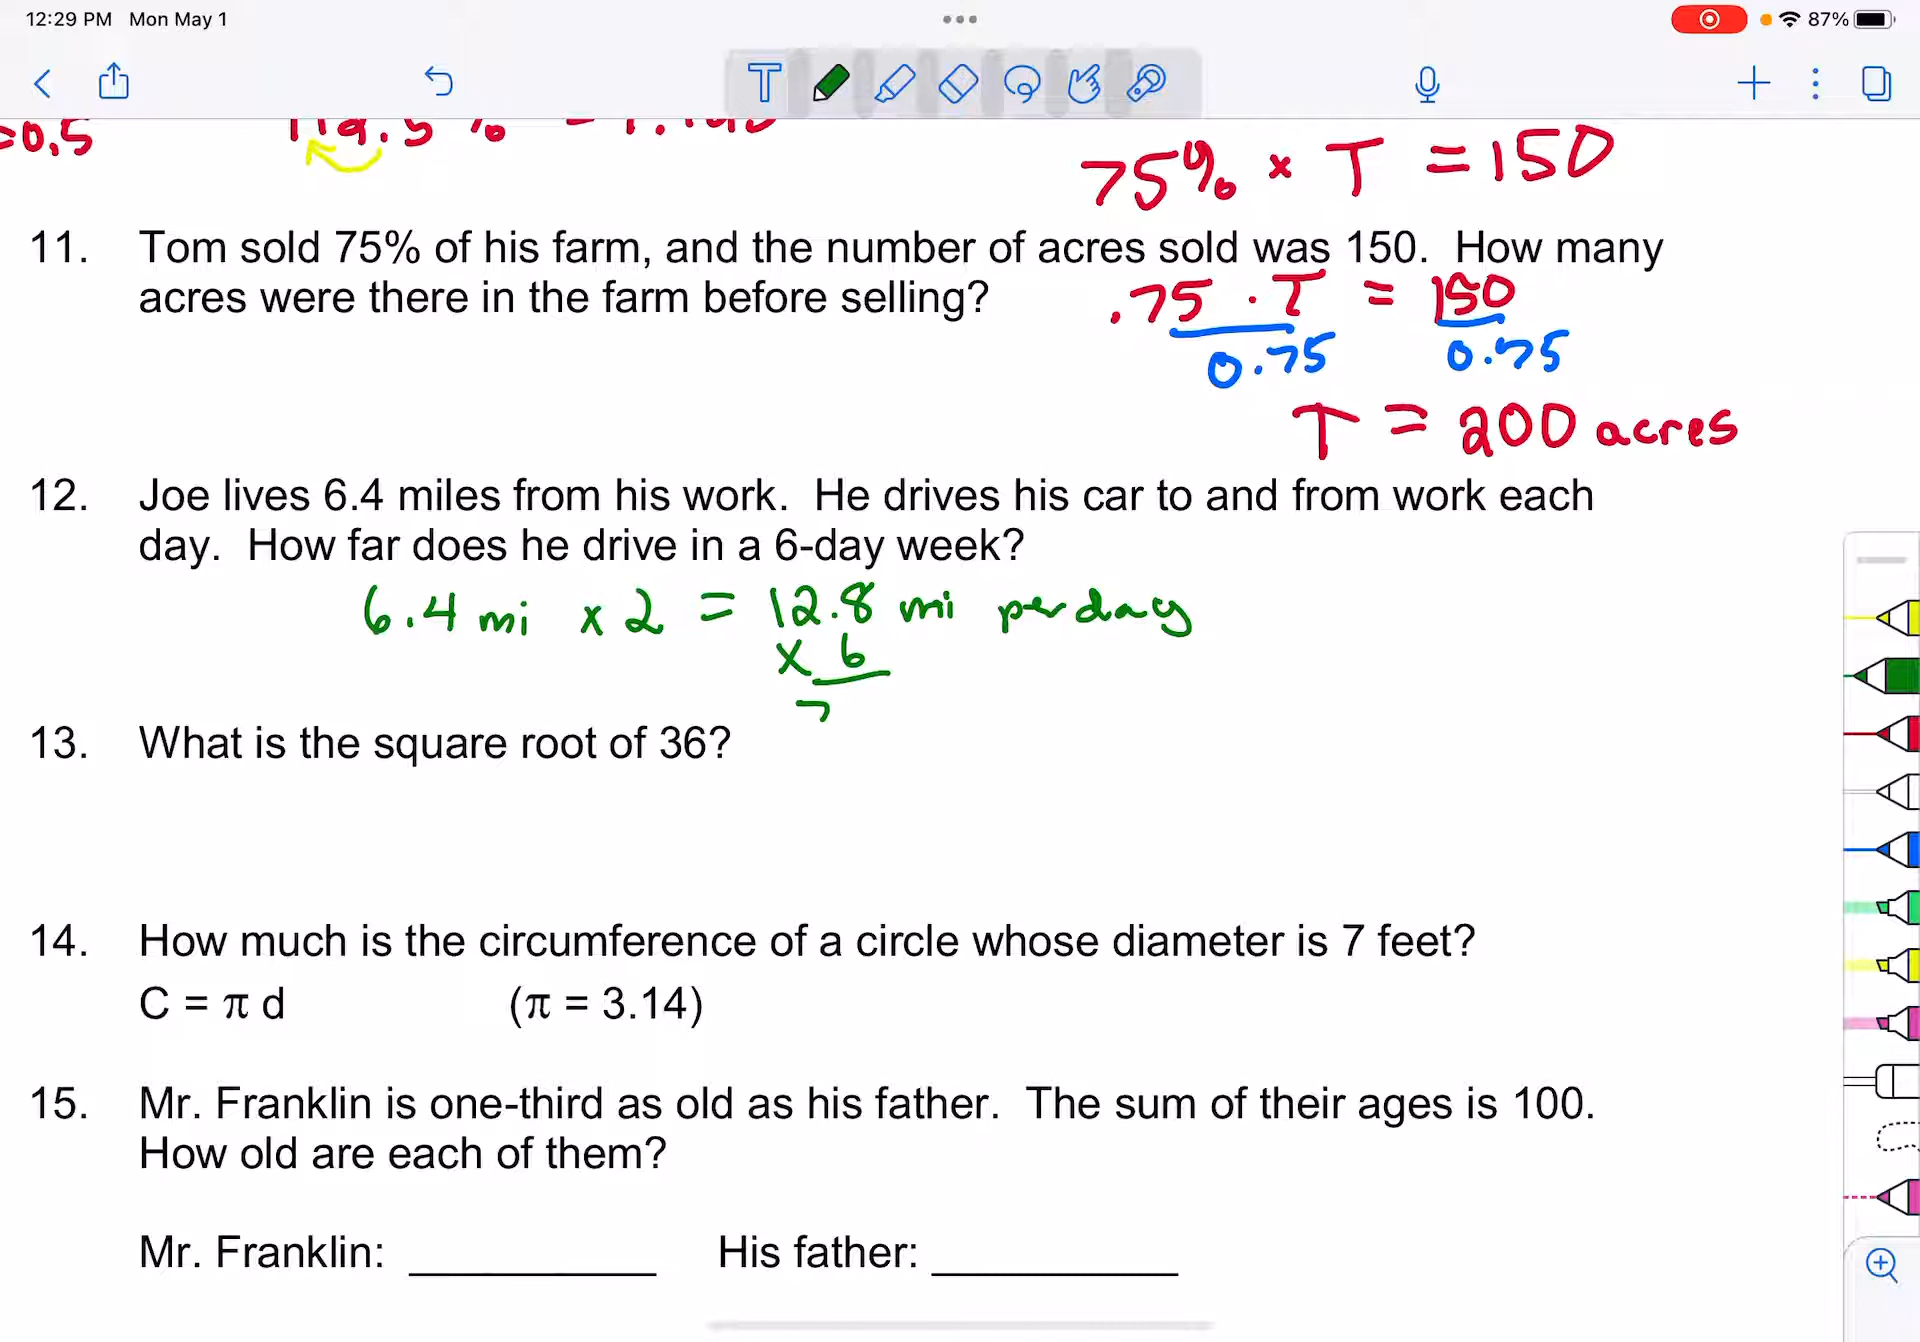 12:29 PM Mon May 1
87%
=0.5
75% × T = 150
11. Tom sold 75% of his farm, and the number of acres sold was 150. How many
acres were there in the farm before selling?
.75 · T = 150
0.75 0.75
T = 200 acres
12. Joe lives 6.4 miles from his work. He drives his car to and from work each
day. How far does he drive in a 6-day week?
6.4 mi x 2 = 12.8 mi per day
x 6
7
13. What is the square root of 36?
14. How much is the circumference of a circle whose diameter is 7 feet?
C = π d (π = 3.14)
15. Mr. Franklin is one-third as old as his father. The sum of their ages is 100.
How old are each of them?
Mr. Franklin: __________ His father: __________